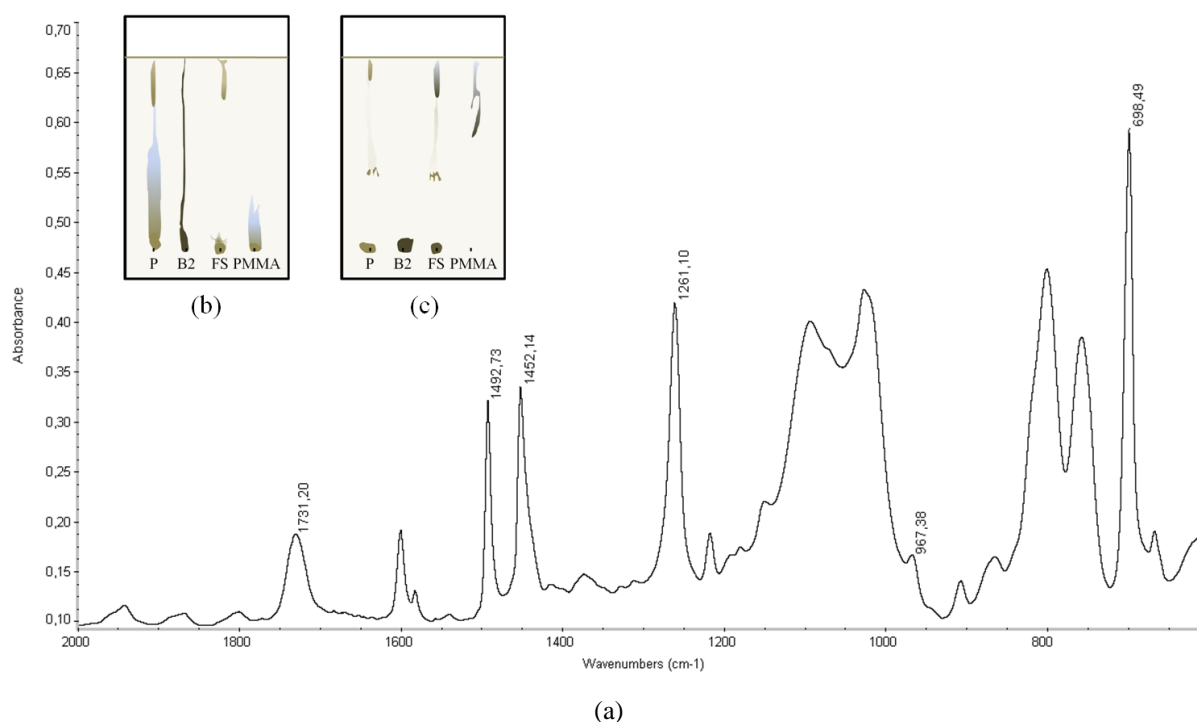 0,70
0,65
0,60
0,55
0,50
0,45
0,40
0,35
0,30
0,25
0,20
0,15
0,10
Absorbance
P B2 FS PMMA
(b)
P B2 FS PMMA
(c)
1731,20
1492,73
1452,14
1261,10
967,38
698,49
2000 1800 1600 1400 1200 1000 800
Wavenumbers (cm-1)
(a)